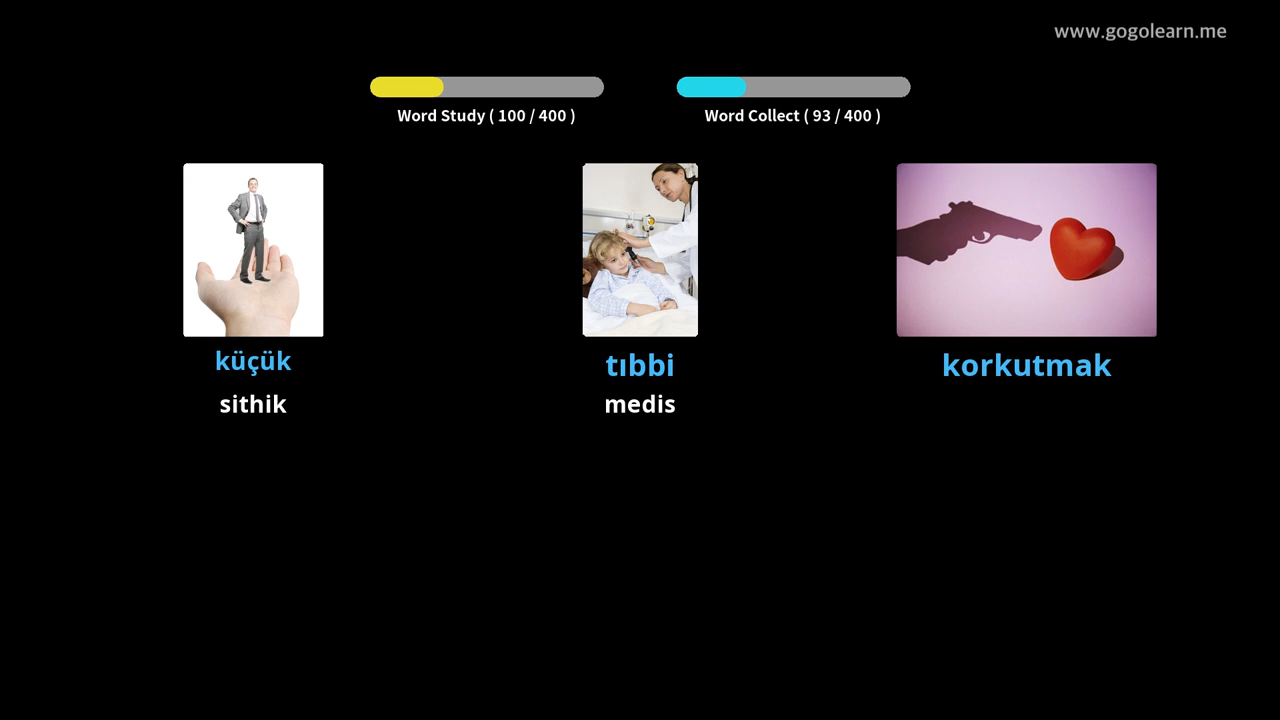 www.gogolearn.me
Word Study ( 100 / 400 )
Word Collect ( 93 / 400 )
küçük
sithik
tıbbi
medis
korkutmak